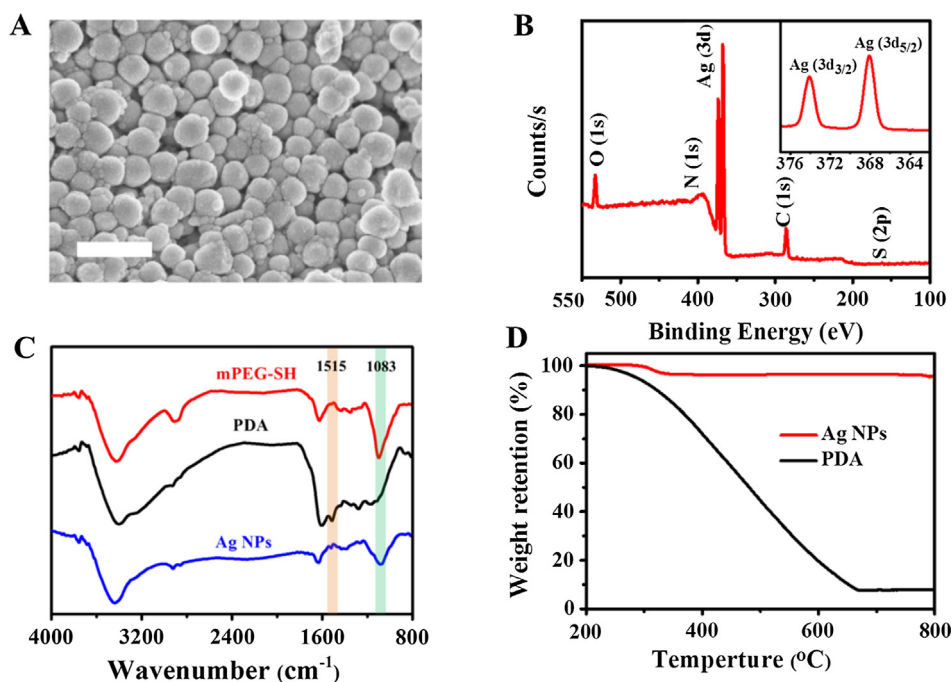 A
B
Counts/s
O (1s)
N (1s)
Ag (3d)
C (1s)
S (2p)
Ag (3d5/2)
Ag (3d3/2)
376 372 368 364
550 500 400 300 200 100
Binding Energy (eV)
C
mPEG-SH
1515
1083
PDA
Ag NPs
4000 3200 2400 1600 800
Wavenumber (cm-1)
D
Weight retention (%)
100
80
60
40
20
10
0
Ag NPs
PDA
200 400 600 800
Temperture (oC)